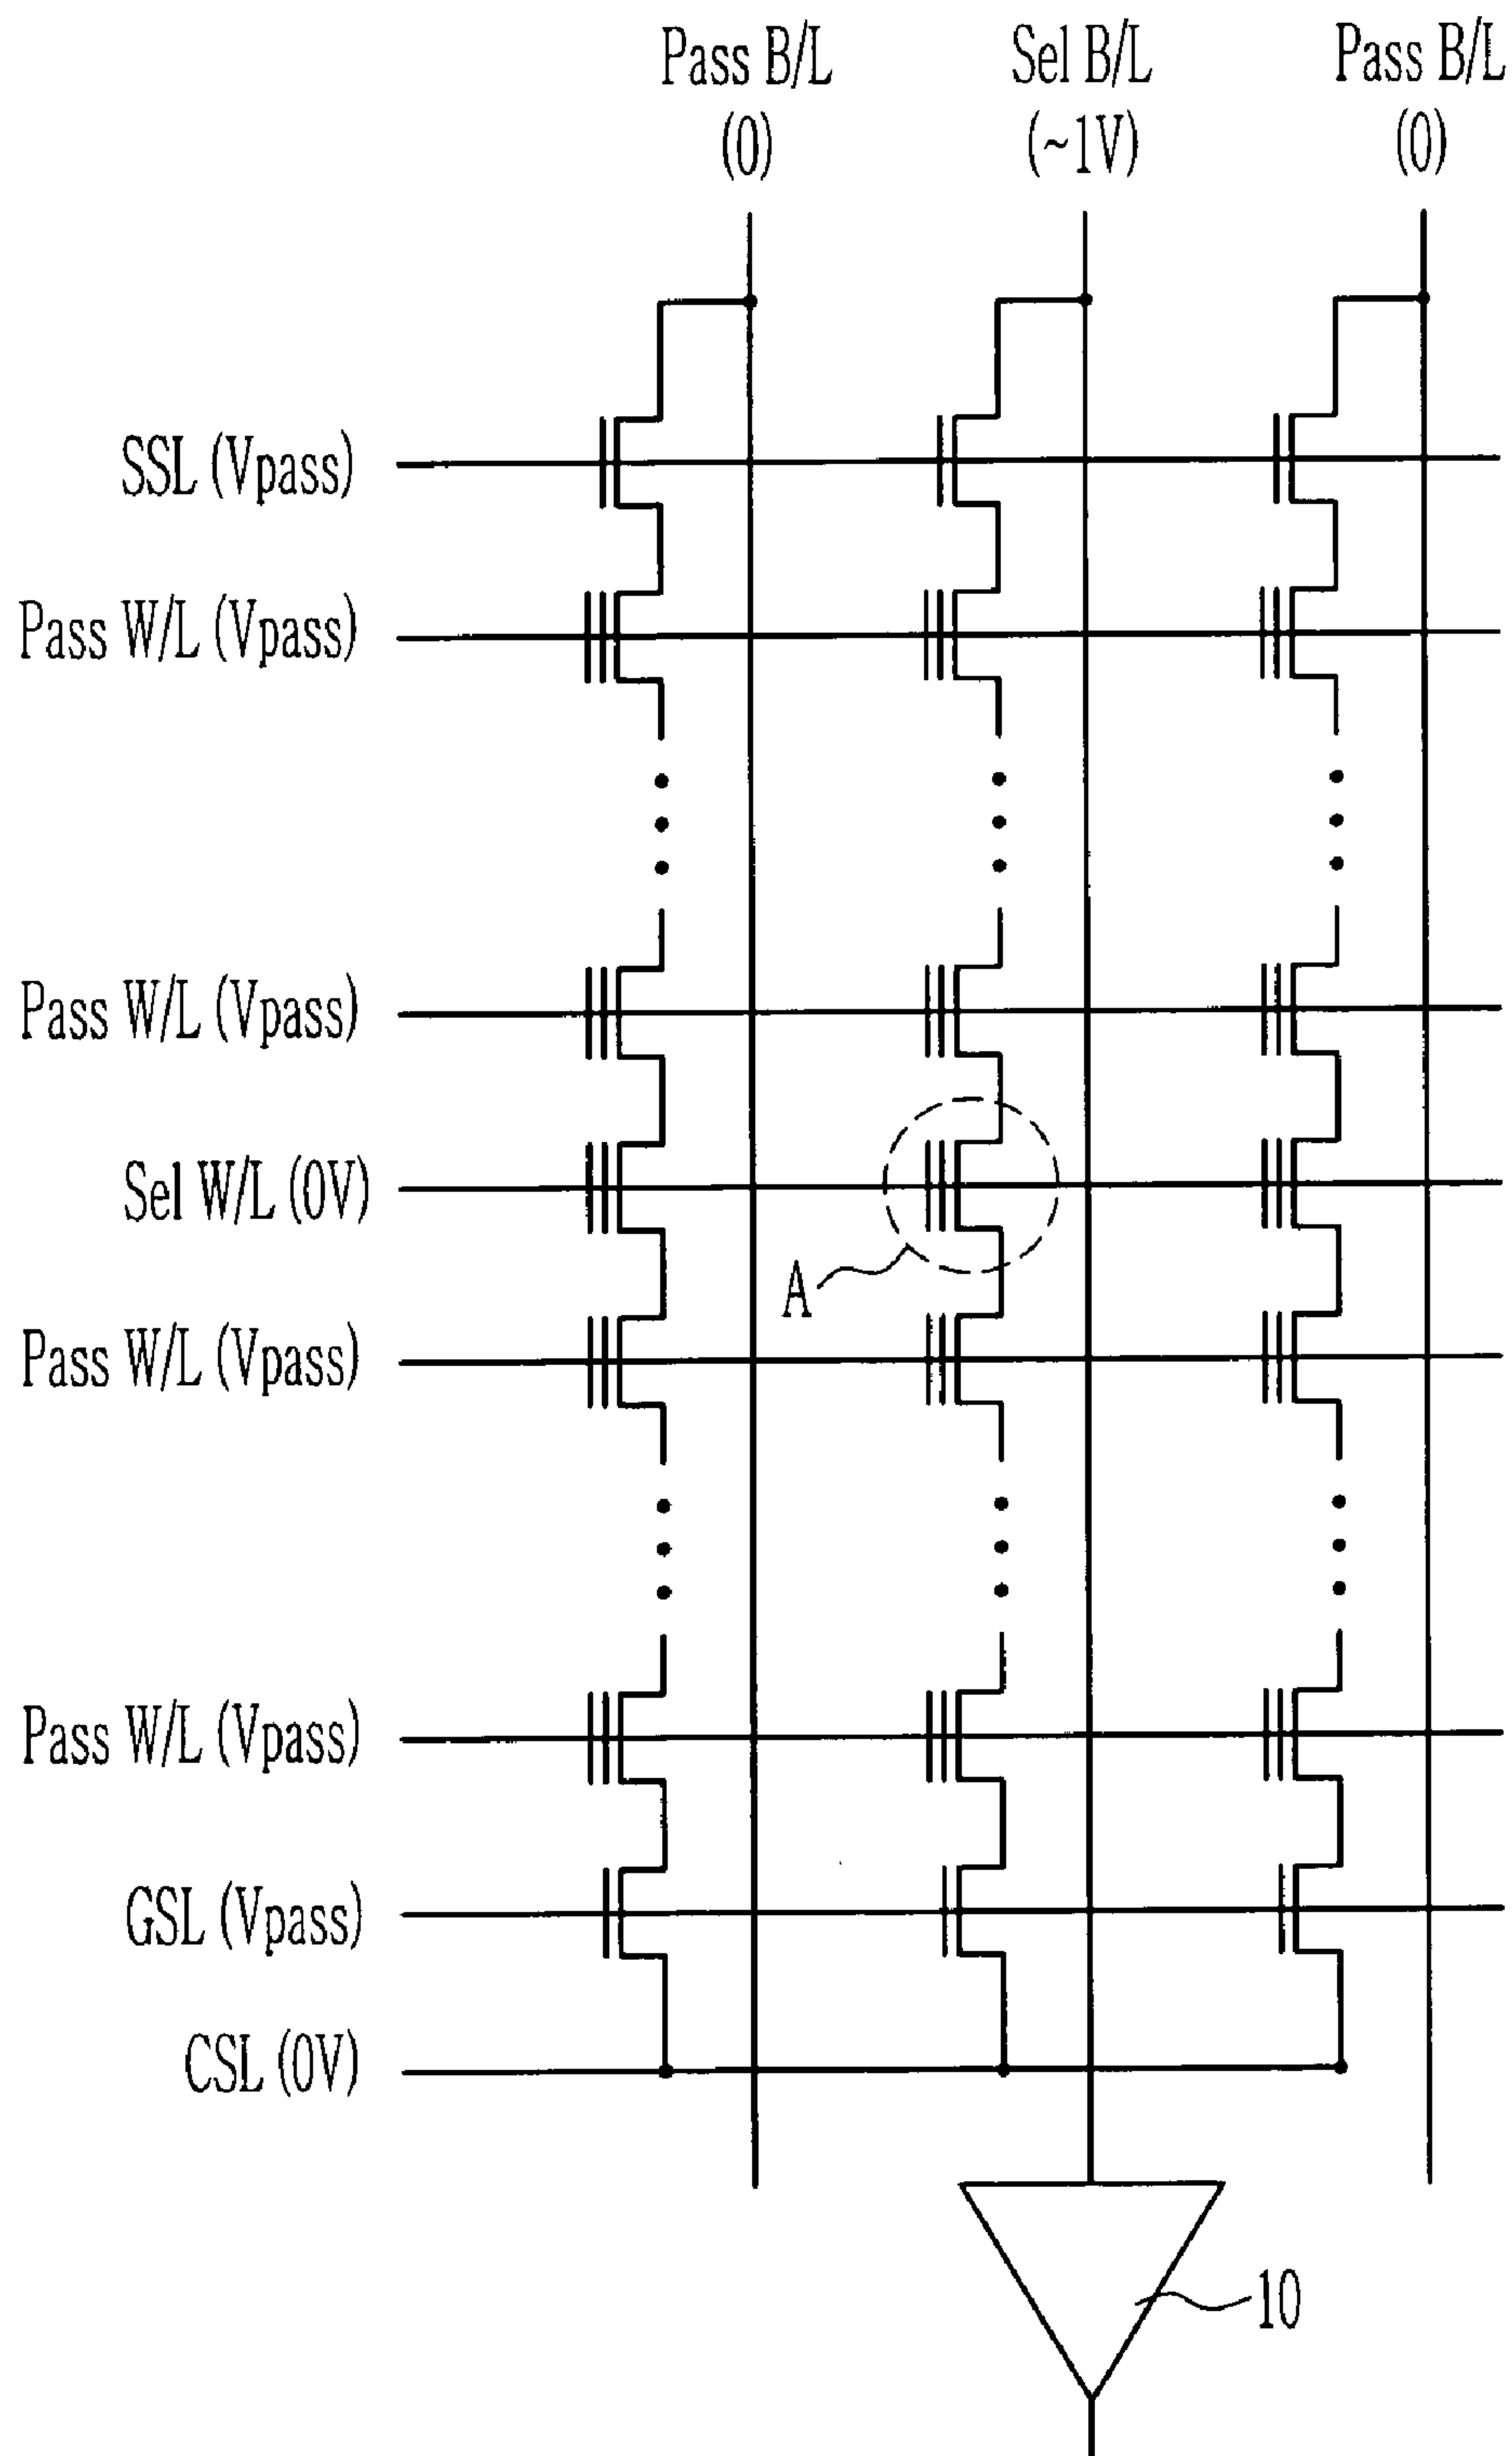 Pass B/L
(0)
Sel B/L
(~1V)
Pass B/L
(0)
SSL (Vpass)
Pass W/L (Vpass)
Pass W/L (Vpass)
Sel W/L (0V)
A
Pass W/L (Vpass)
Pass W/L (Vpass)
GSL (Vpass)
CSL (0V)
10